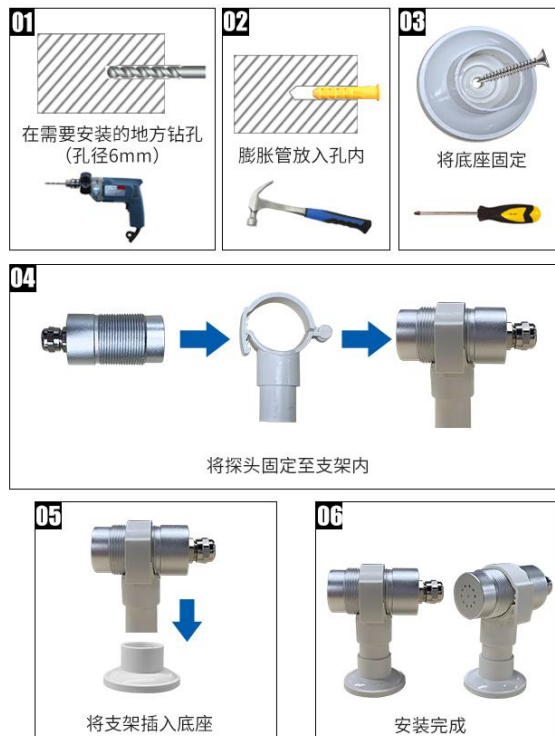 01
在需要安装的地方钻孔
（孔径6mm）
02
膨胀管放入孔内
03
将底座固定
04
将探头固定至支架内
05
将支架插入底座
06
安装完成